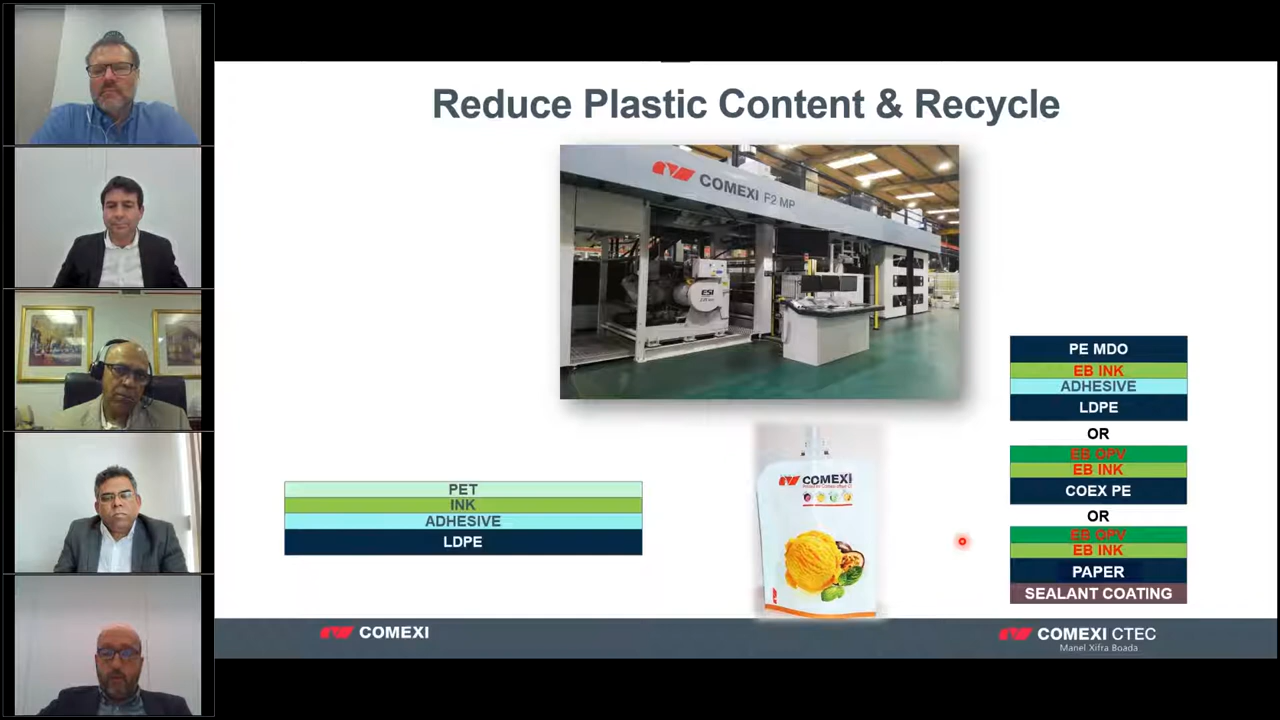 Reduce Plastic Content & Recycle
COMEXI F2 MP
ESI
PET
INK
ADHESIVE
LDPE
COMEXI
PE MDO
EB INK
ADHESIVE
LDPE
OR
EB OPV
EB INK
COEX PE
OR
EB OPV
EB INK
PAPER
SEALANT COATING
COMEXI
COMEXI CTEC
Manel Xifra Boada